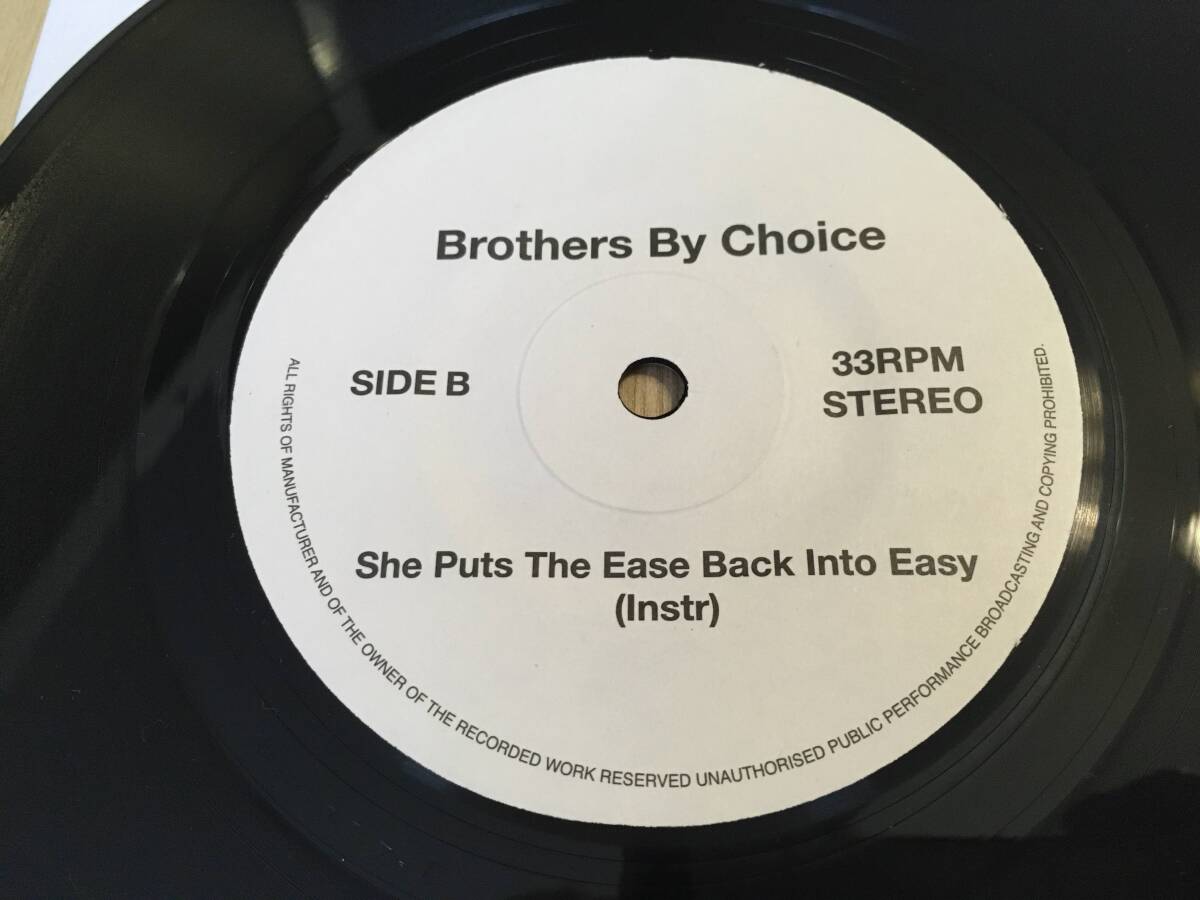 Brothers By Choice
SIDE B
33RPM
STEREO
She Puts The Ease Back Into Easy
(Instr)
ALL RIGHTS OF MANUFACTURER AND OF THE OWNER OF THE RECORDED WORK RESERVED UNAUTHORISED PUBLIC PERFORMANCE BROADCASTING AND COPYING PROHIBITED.